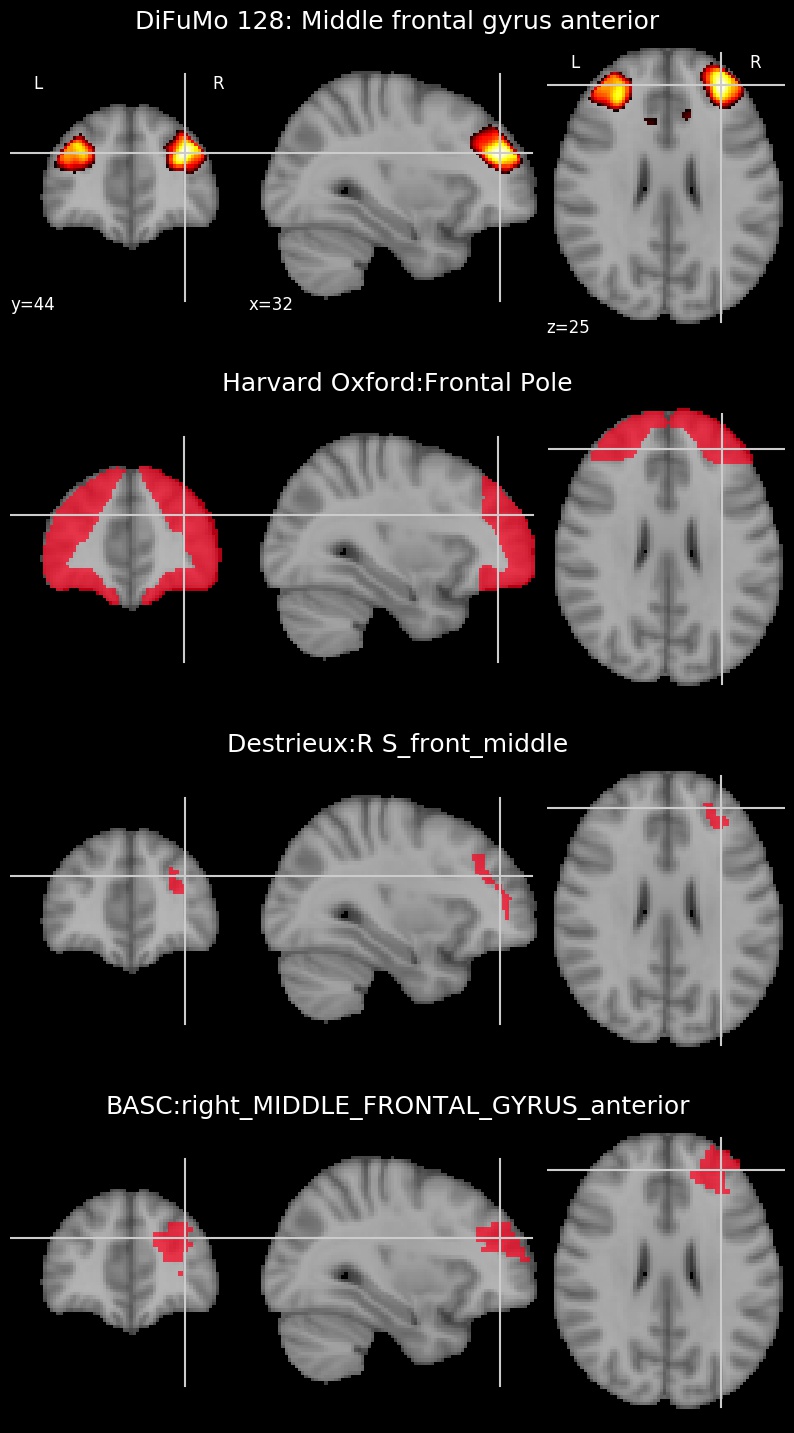 DiFuMo 128: Middle frontal gyrus anterior
L R L R
y=44 x=32 z=25
Harvard Oxford:Frontal Pole
Destrieux:R S_front_middle
BASC:right_MIDDLE_FRONTAL_GYRUS_anterior